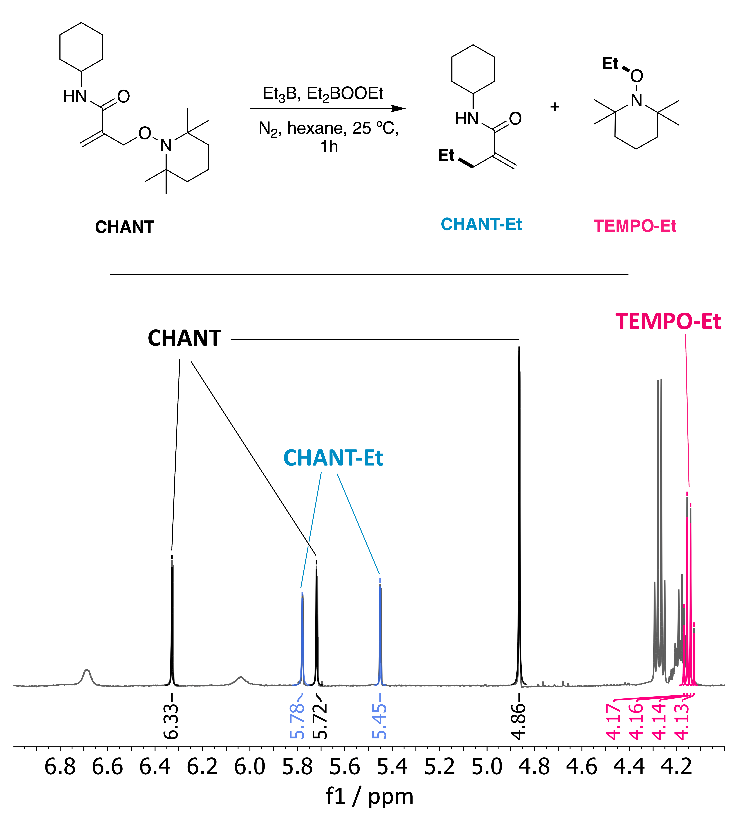 HN
O
O
N
CHANT
Et₃B, Et₂BOOEt
N₂, hexane, 25 ºC,
1h
HN
O
Et
CHANT-Et
+
Et
O
N
TEMPO-Et
TEMPO-Et
CHANT
CHANT-Et
6.33
5.78
5.72
5.45
4.86
4.17
4.16
4.14
4.13
6.8 6.6 6.4 6.2 6.0 5.8 5.6 5.4 5.2 5.0 4.8 4.6 4.4 4.2
f1 / ppm